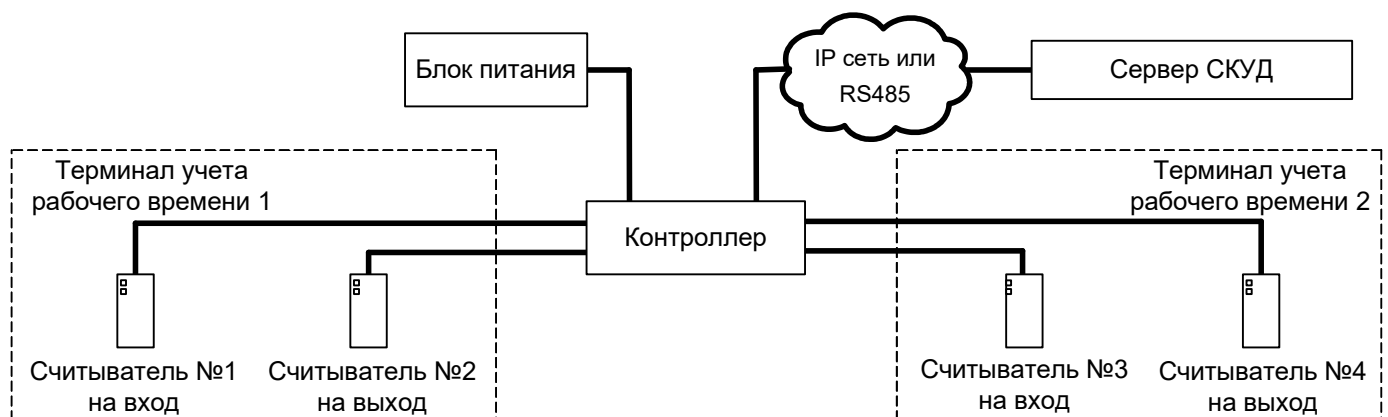 Блок питания
IP сеть или
RS485
Сервер СКУД
Терминал учета
рабочего времени 1
Терминал учета
рабочего времени 2
Контроллер
Считыватель №1
на вход
Считыватель №2
на выход
Считыватель №3
на вход
Считыватель №4
на выход